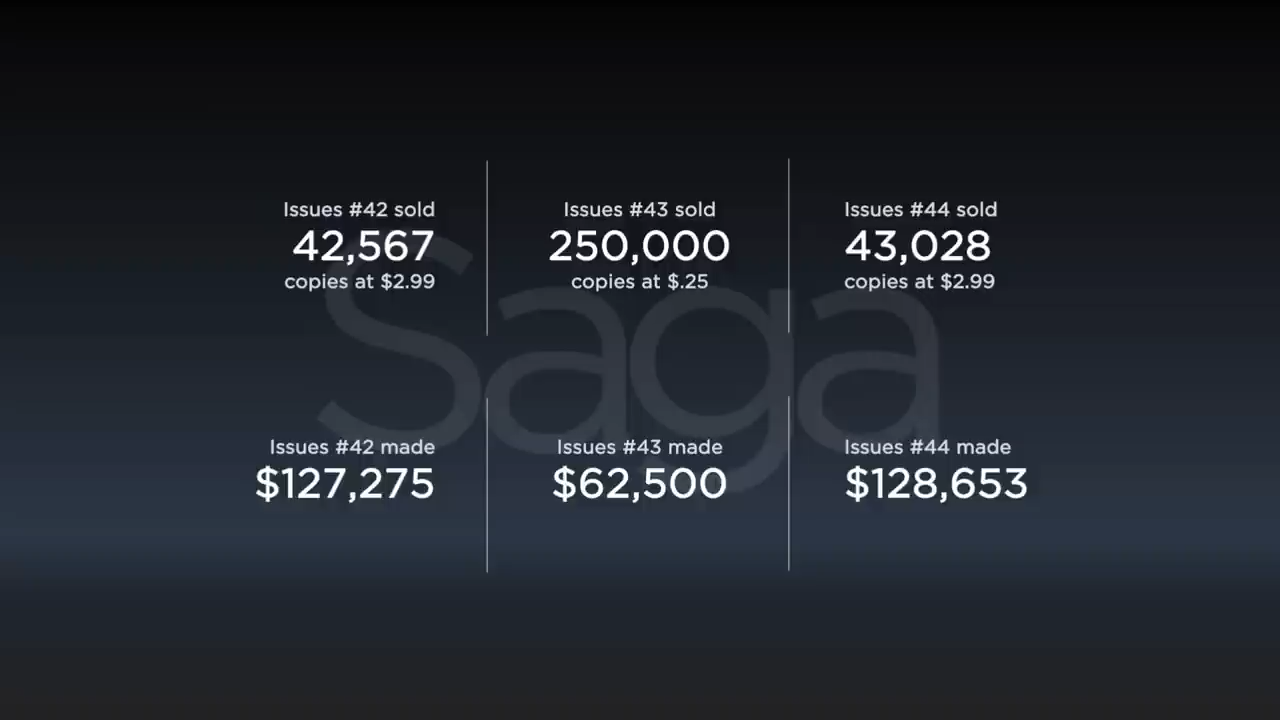 Issues #42 sold
42,567
copies at $2.99
Issues #43 sold
250,000
copies at $.25
Issues #44 sold
43,028
copies at $2.99
Saga
Issues #42 made
$127,275
Issues #43 made
$62,500
Issues #44 made
$128,653